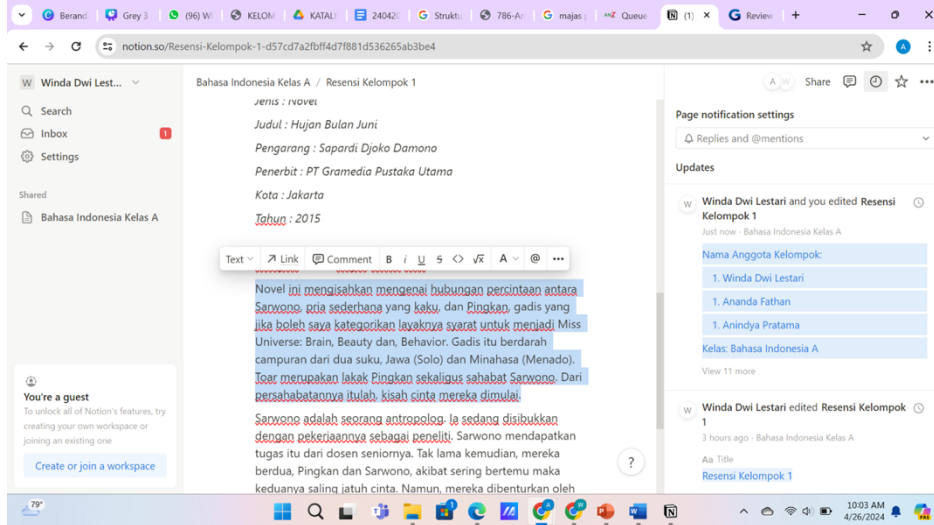 Berand
Grey 3
(96) W
KELOM
KATAL
240420
Struktu
786-Ar
majas
Queue
(1)
Review
notion.so/Resensi-Kelompok-1-d57cd7a2fbff4d7f881d536265ab3be4
A
W Winda Dwi Lest...
Search
Inbox 1
Settings
Shared
Bahasa Indonesia Kelas A
You're a guest
To unlock all of Notion's features, try
creating your own workspace or
joining an existing one
Create or join a workspace
Bahasa Indonesia Kelas A / Resensi Kelompok 1
A W Share
Jenis : Novel
Judul : Hujan Bulan Juni
Pengarang : Sapardi Djoko Damono
Penerbit : PT Gramedia Pustaka Utama
Kota : Jakarta
Tahun : 2015
Text Link Comment B i U S <> √x A @ •••
Novel ini mengisahkan mengenai hubungan percintaan antara
Sarwono, pria sederhana yang kaku, dan Pingkan, gadis yang
jika boleh saya kategorikan layaknya syarat untuk menjadi Miss
Universe: Brain, Beauty dan, Behavior. Gadis itu berdarah
campuran dari dua suku, Jawa (Solo) dan Minahasa (Menado).
Toar merupakan lakak Pingkan sekaligus sahabat Sarwono. Dari
persahabatannya itulah, kisah cinta mereka dimulai.
Sarwono adalah seorang antropolog. Ia sedang disibukkan
dengan pekerjaannya sebagai peneliti. Sarwono mendapatkan
tugas itu dari dosen seniornya. Tak lama kemudian, mereka
berdua, Pingkan dan Sarwono, akibat sering bertemu maka
keduanya saling jatuh cinta. Namun, mereka dibenturkan oleh
?
Page notification settings
Replies and @mentions
Updates
W Winda Dwi Lestari and you edited Resensi
Kelompok 1
Just now - Bahasa Indonesia Kelas A
Nama Anggota Kelompok:
1. Winda Dwi Lestari
1. Ananda Fathan
1. Anindya Pratama
Kelas: Bahasa Indonesia A
View 11 more
W Winda Dwi Lestari edited Resensi Kelompok
1
3 hours ago - Bahasa Indonesia Kelas A
Aa Title
Resensi Kelompok 1
79°
10:03 AM
4/26/2024